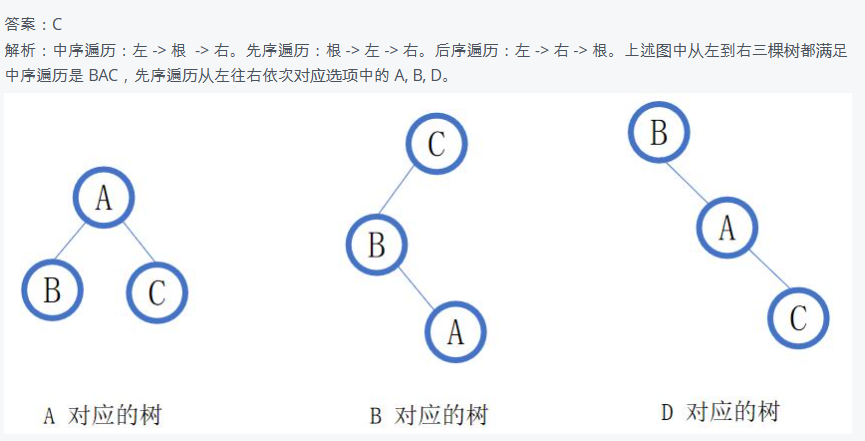 答案：C
解析：中序遍历：左 -> 根 -> 右。先序遍历：根 -> 左 -> 右。后序遍历：左 -> 右 -> 根。上述图中从左到右三棵树都满足
中序遍历是 BAC，先序遍历从左往右依次对应选项中的 A, B, D。
A
B
C
C
B
A
B
A
C
A 对应的树
B 对应的树
D 对应的树